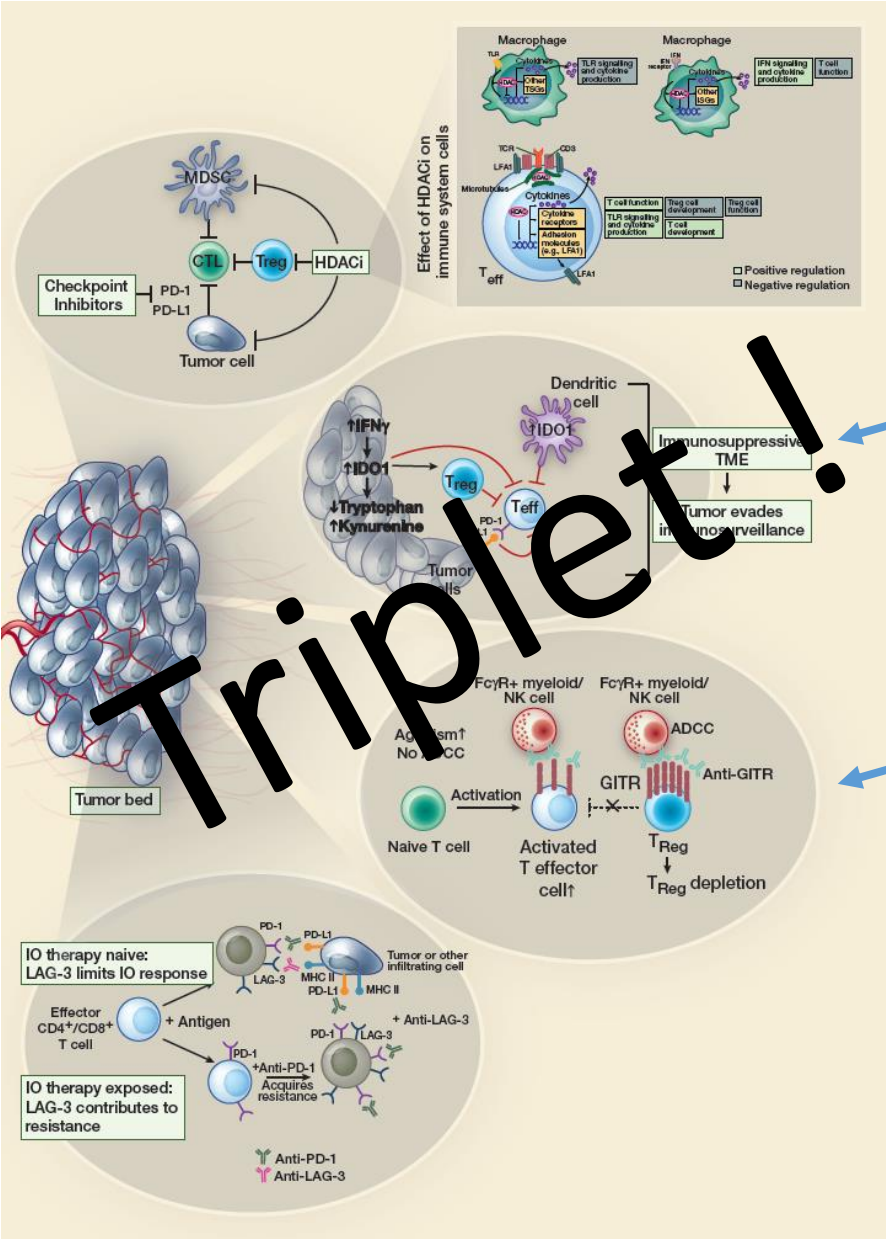 Effect of HDACi on
immune system cells
Macrophage
TLR
Cytokines
HDAC
Other
TSGs
TLR signalling
and cytokine
production
Macrophage
IFN
IFN
receptor
Cytokines
HDAC
Other
ISGs
IFN signalling
and cytokine
production
T cell
function
TCR
CD3
LFA1
HDAC
Microtubules
Cytokines
HDAC
Cytokine
receptors
Adhesion
molecules
(e.g., LFA1)
LFA1
Teff
T cell function
Treg cell
development
Treg cell
function
TLR signalling
and cytokine
production
T cell
development
Positive regulation
Negative regulation
MDSC
CTL
Treg
HDACi
Checkpoint
Inhibitors
PD-1
PD-L1
Tumor cell
Dendritic
cell
↑IFNγ
↑IDO1
↑IDO1
Treg
Teff
↓Tryptophan
↑Kynurenine
PD-1
Tumor
Immunosuppressive
TME
Tumor evades
immunosurveillance
Triplet!
Tumor bed
FcγR+ myeloid/
NK cell
FcγR+ myeloid/
NK cell
ADCC
No ADCC
GITR
Anti-GITR
Activation
Naive T cell
Activated
T effector
cell↑
TReg
↓
TReg depletion
IO therapy naive:
LAG-3 limits IO response
PD-1
PD-L1
LAG-3
MHC II
PD-L1
MHC II
Tumor or other
infiltrating cell
Effector
CD4+/CD8+
T cell
+ Antigen
+ Anti-LAG-3
PD-1
+Anti-PD-1
Acquires
resistance
PD-1
LAG-3
IO therapy exposed:
LAG-3 contributes to
resistance
Anti-PD-1
Anti-LAG-3